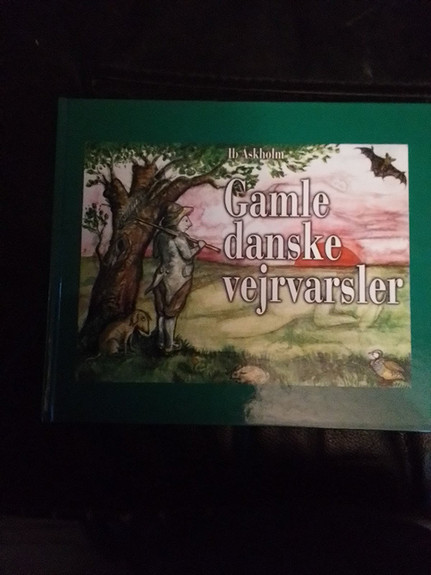 Ib Askholm
Gamle
danske
vejrvarsler